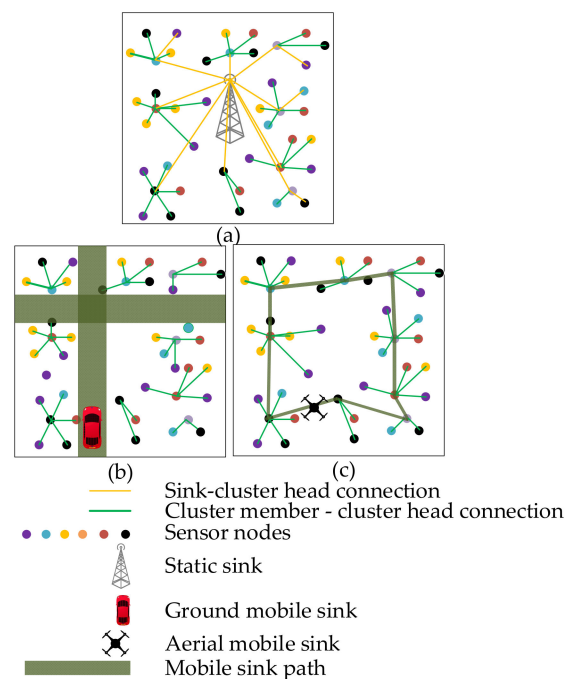 (a)
(b)
(c)
Sink-cluster head connection
Cluster member - cluster head connection
Sensor nodes
Static sink
Ground mobile sink
Aerial mobile sink
Mobile sink path